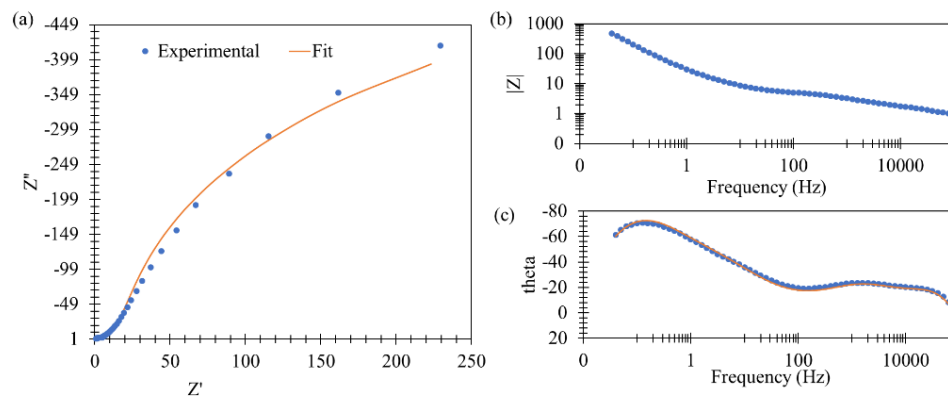 (a)
-449
-399
-349
-299
-249
-199
-149
-99
-49
1
Z"
Experimental
Fit
0 50 100 150 200 250
Z'
(b)
1000
100
10
1
0
|Z|
0 1 100 10000
Frequency (Hz)
(c)
-80
-60
-40
-20
0
20
theta
0 1 100 10000
Frequency (Hz)